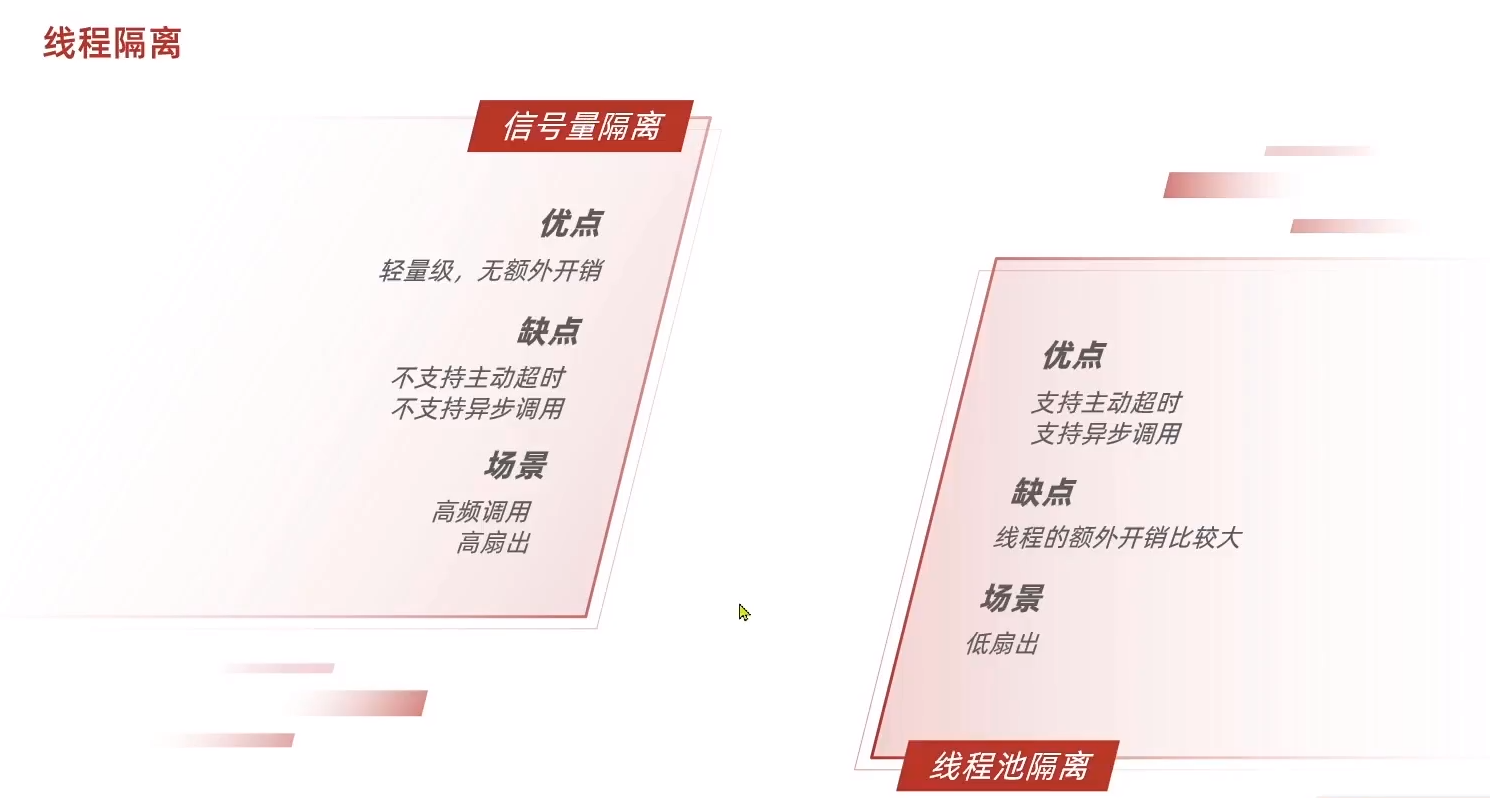 线程隔离
信号量隔离
优点
轻量级，无额外开销
缺点
不支持主动超时
不支持异步调用
场景
高频调用
高扇出
优点
支持主动超时
支持异步调用
缺点
线程的额外开销比较大
场景
低扇出
线程池隔离